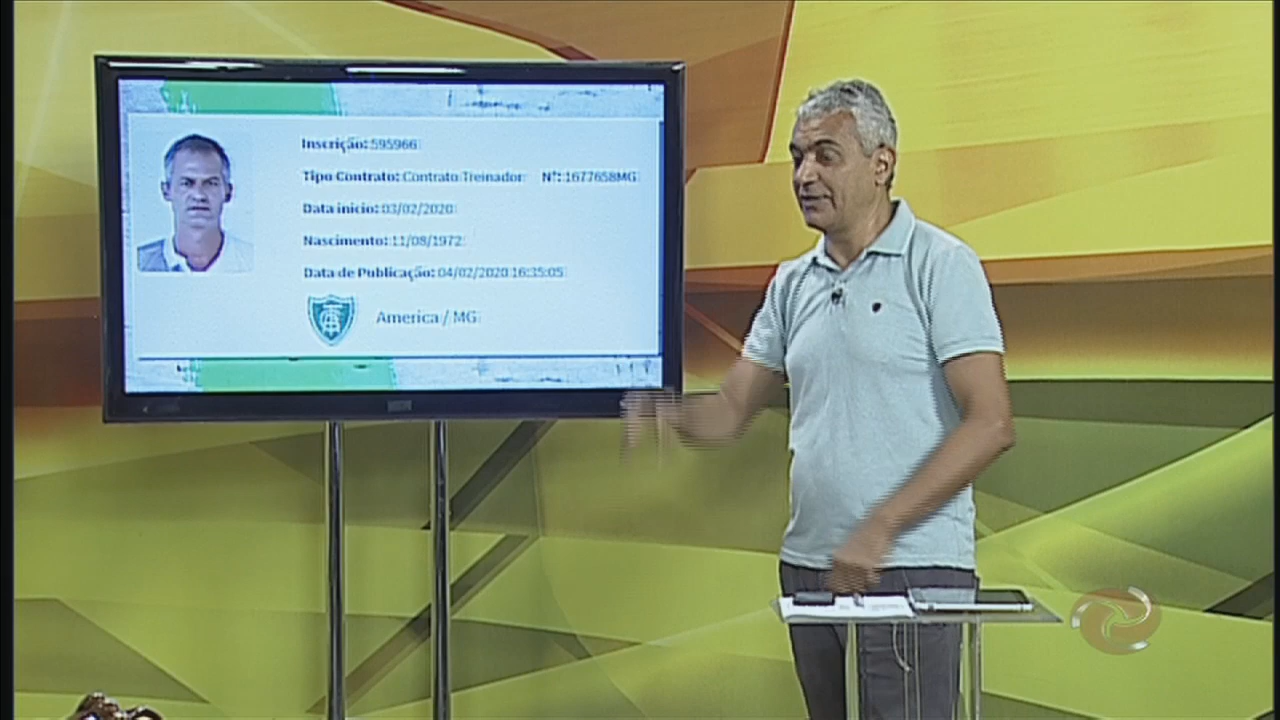 Inscrição: 595966
Tipo Contrato: Contrato Treinador Nº: 1677658MG
Data inicio: 03/02/2020
Nascimento: 11/08/1972
Data de Publicação: 04/02/2020 16:35:05
America / MG